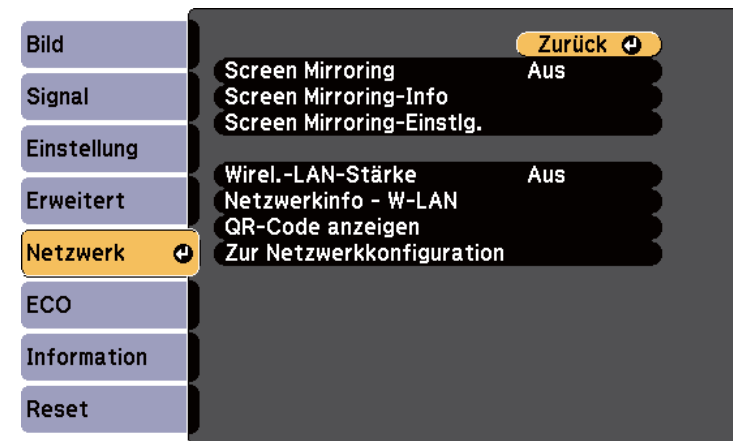 Bild
Signal
Einstellung
Erweitert
Netzwerk
ECO
Information
Reset
Zurück
Screen Mirroring Aus
Screen Mirroring-Info
Screen Mirroring-Einstlg.
Wirel.-LAN-Stärke Aus
Netzwerkinfo - W-LAN
QR-Code anzeigen
Zur Netzwerkkonfiguration